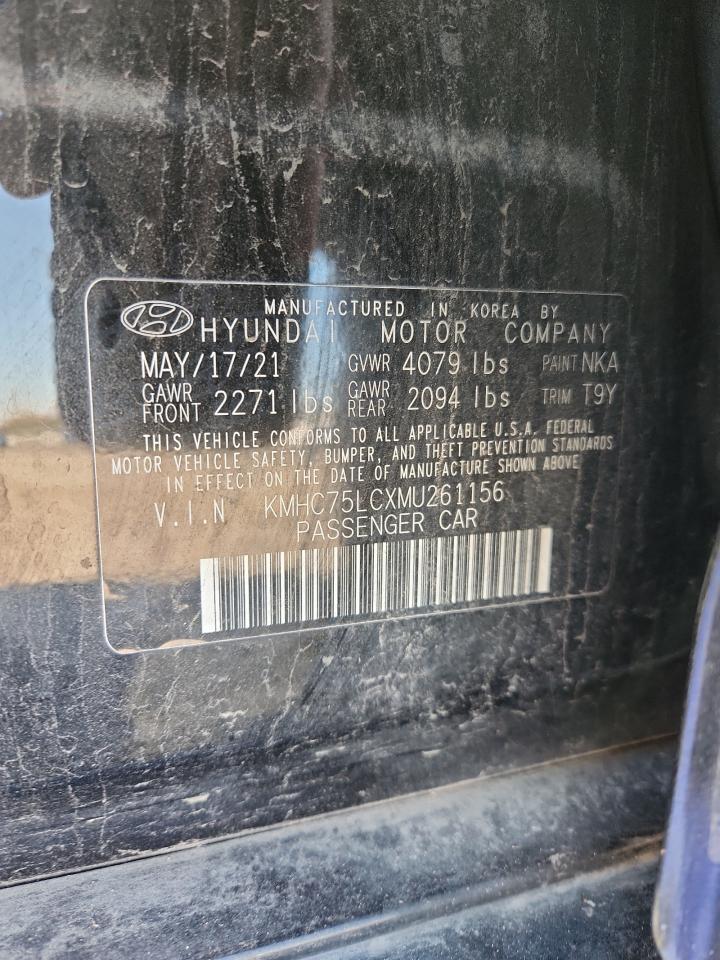 MANUFACTURED IN KOREA BY
HYUNDAI MOTOR COMPANY
MAY/17/21 GVWR 4079 lbs PAINT NKA
GAWR FRONT 2271 lbs GAWR REAR 2094 lbs TRIM T9Y
THIS VEHICLE CONFORMS TO ALL APPLICABLE U.S.A. FEDERAL
MOTOR VEHICLE SAFETY, BUMPER, AND THEFT PREVENTION STANDARDS
IN EFFECT ON THE DATE OF MANUFACTURE SHOWN ABOVE
V.I.N KMHC75LCXMU261156
PASSENGER CAR